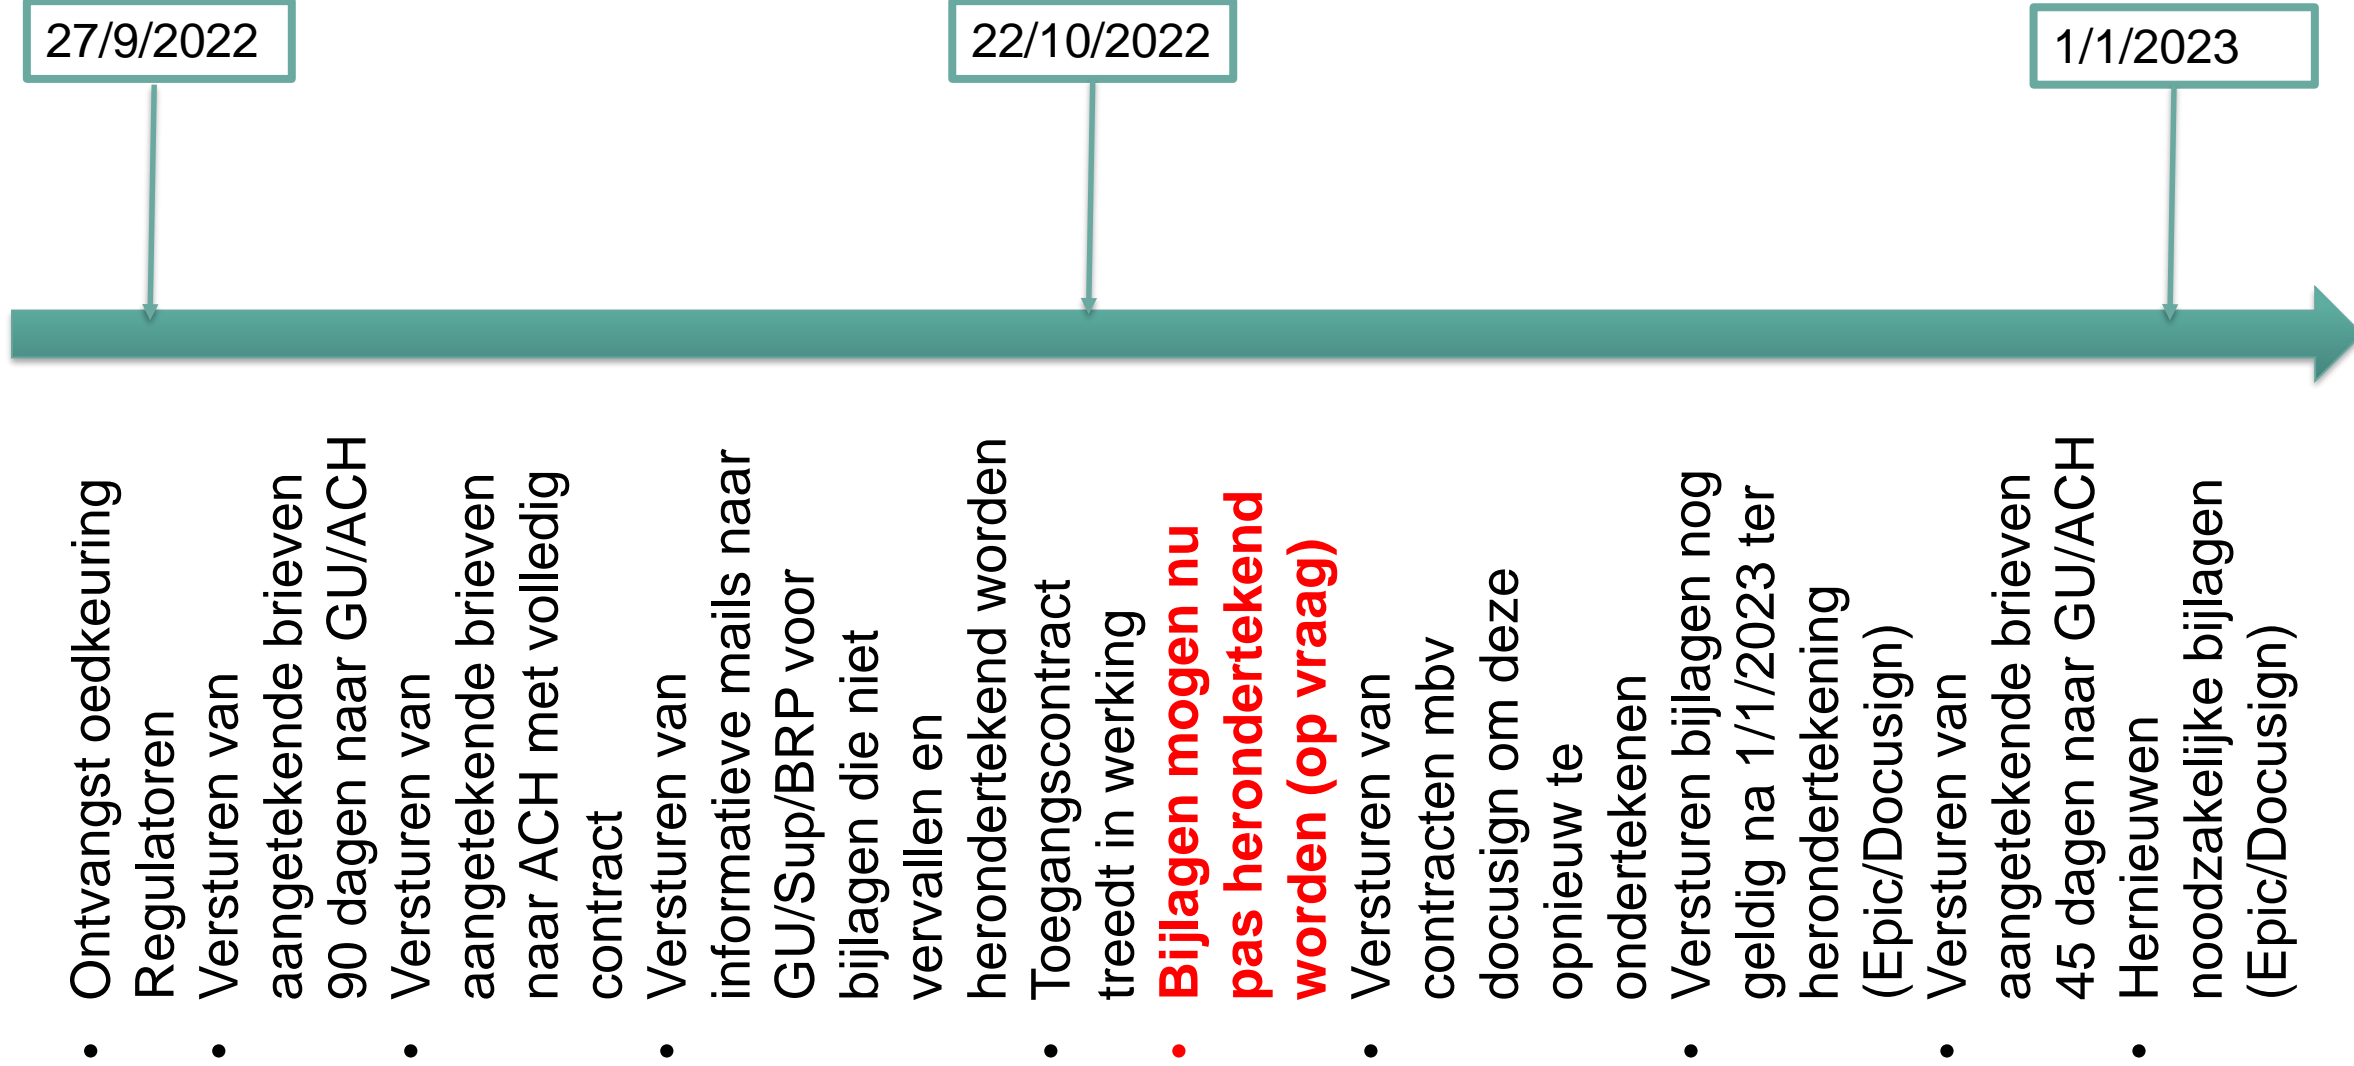 27/9/2022
22/10/2022
1/1/2023
• Ontvangst oedkeuring
Regulatoren
• Versturen van
aangetekende brieven
90 dagen naar GU/ACH
• Versturen van
aangetekende brieven
naar ACH met volledig
contract
• Versturen van
informatieve mails naar
GU/Sup/BRP voor
bijlagen die niet
vervallen en
herondertekend worden
• Toegangscontract
treedt in werking
• Bijlagen mogen nu
pas herondertekend
worden (op vraag)
• Versturen van
contracten mbv
docusign om deze
opnieuw te
ondertekenen
• Versturen bijlagen nog
geldig na 1/1/2023 ter
herondertekening
(Epic/Docusign)
• Versturen van
aangetekende brieven
45 dagen naar GU/ACH
• Hernieuwen
noodzakelijke bijlagen
(Epic/Docusign)